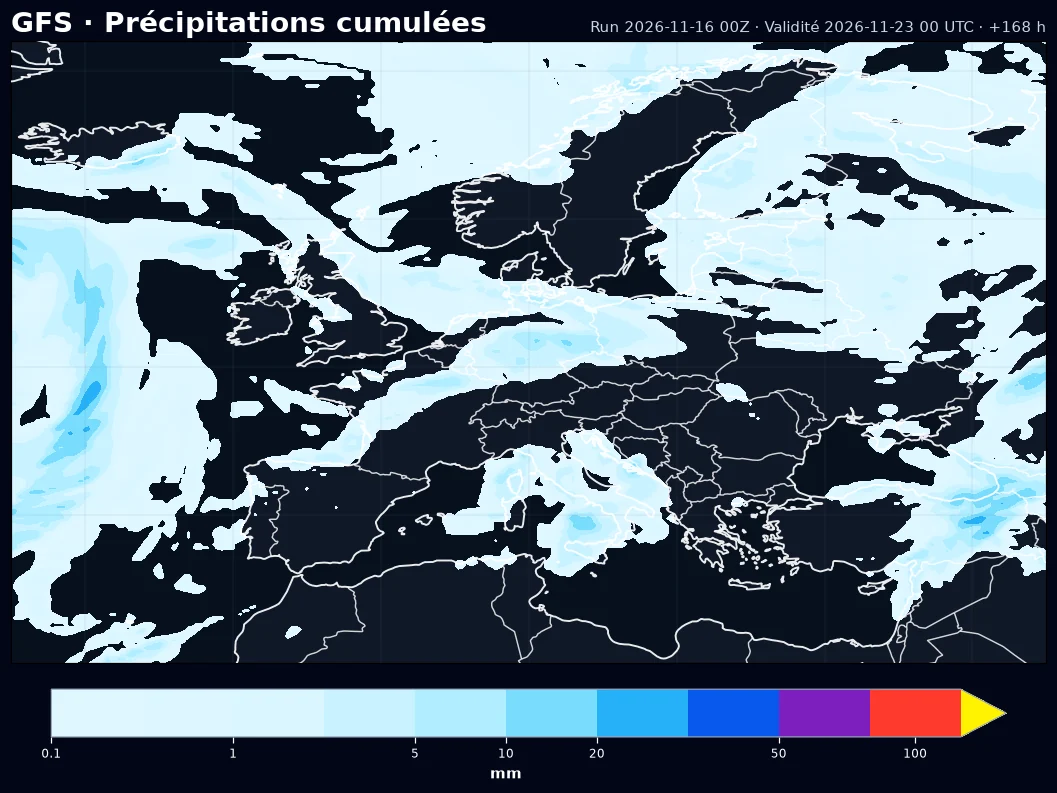 GFS · Précipitations cumulées
Run 2026-11-16 00Z · Validité 2026-11-23 00 UTC · +168 h
0.1 1 5 10 20 50 100
mm